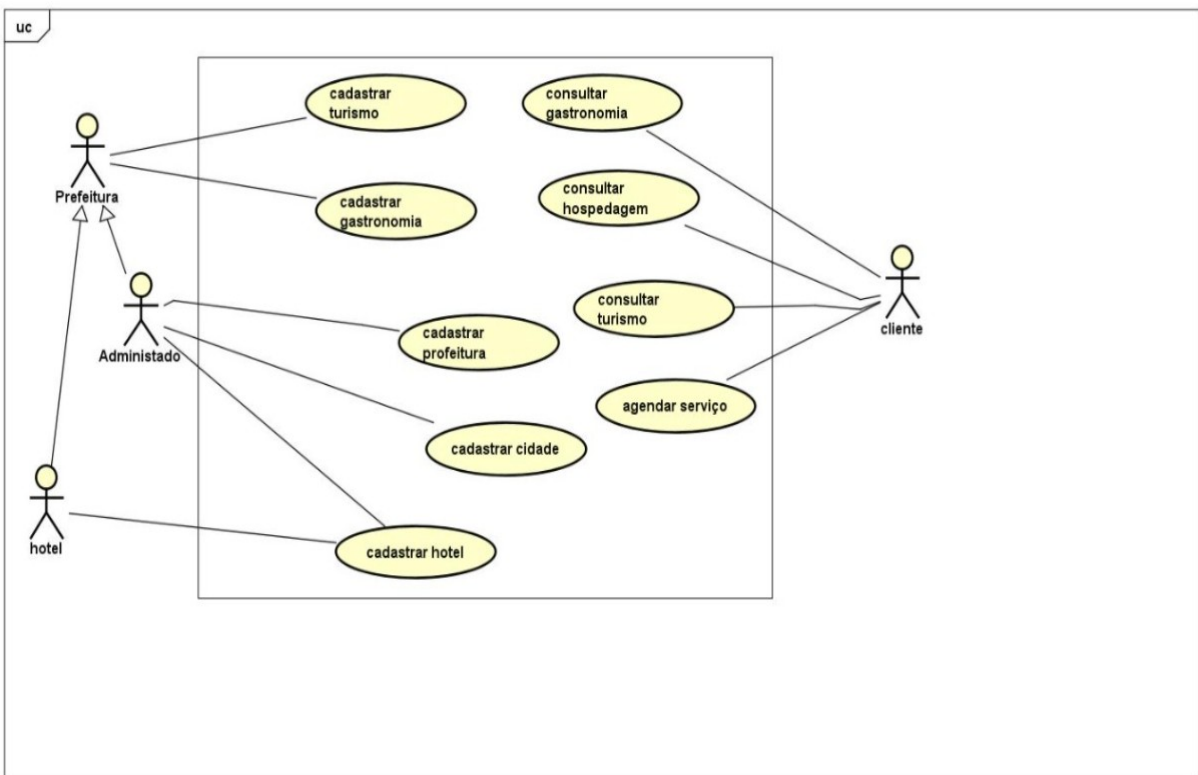 uc
cadastrar
turismo
consultar
gastronomia
Prefeitura
cadastrar
gastronomia
consultar
hospedagem
consultar
turismo
cliente
Administado
cadastrar
profeitura
agendar serviço
cadastrar cidade
hotel
cadastrar hotel